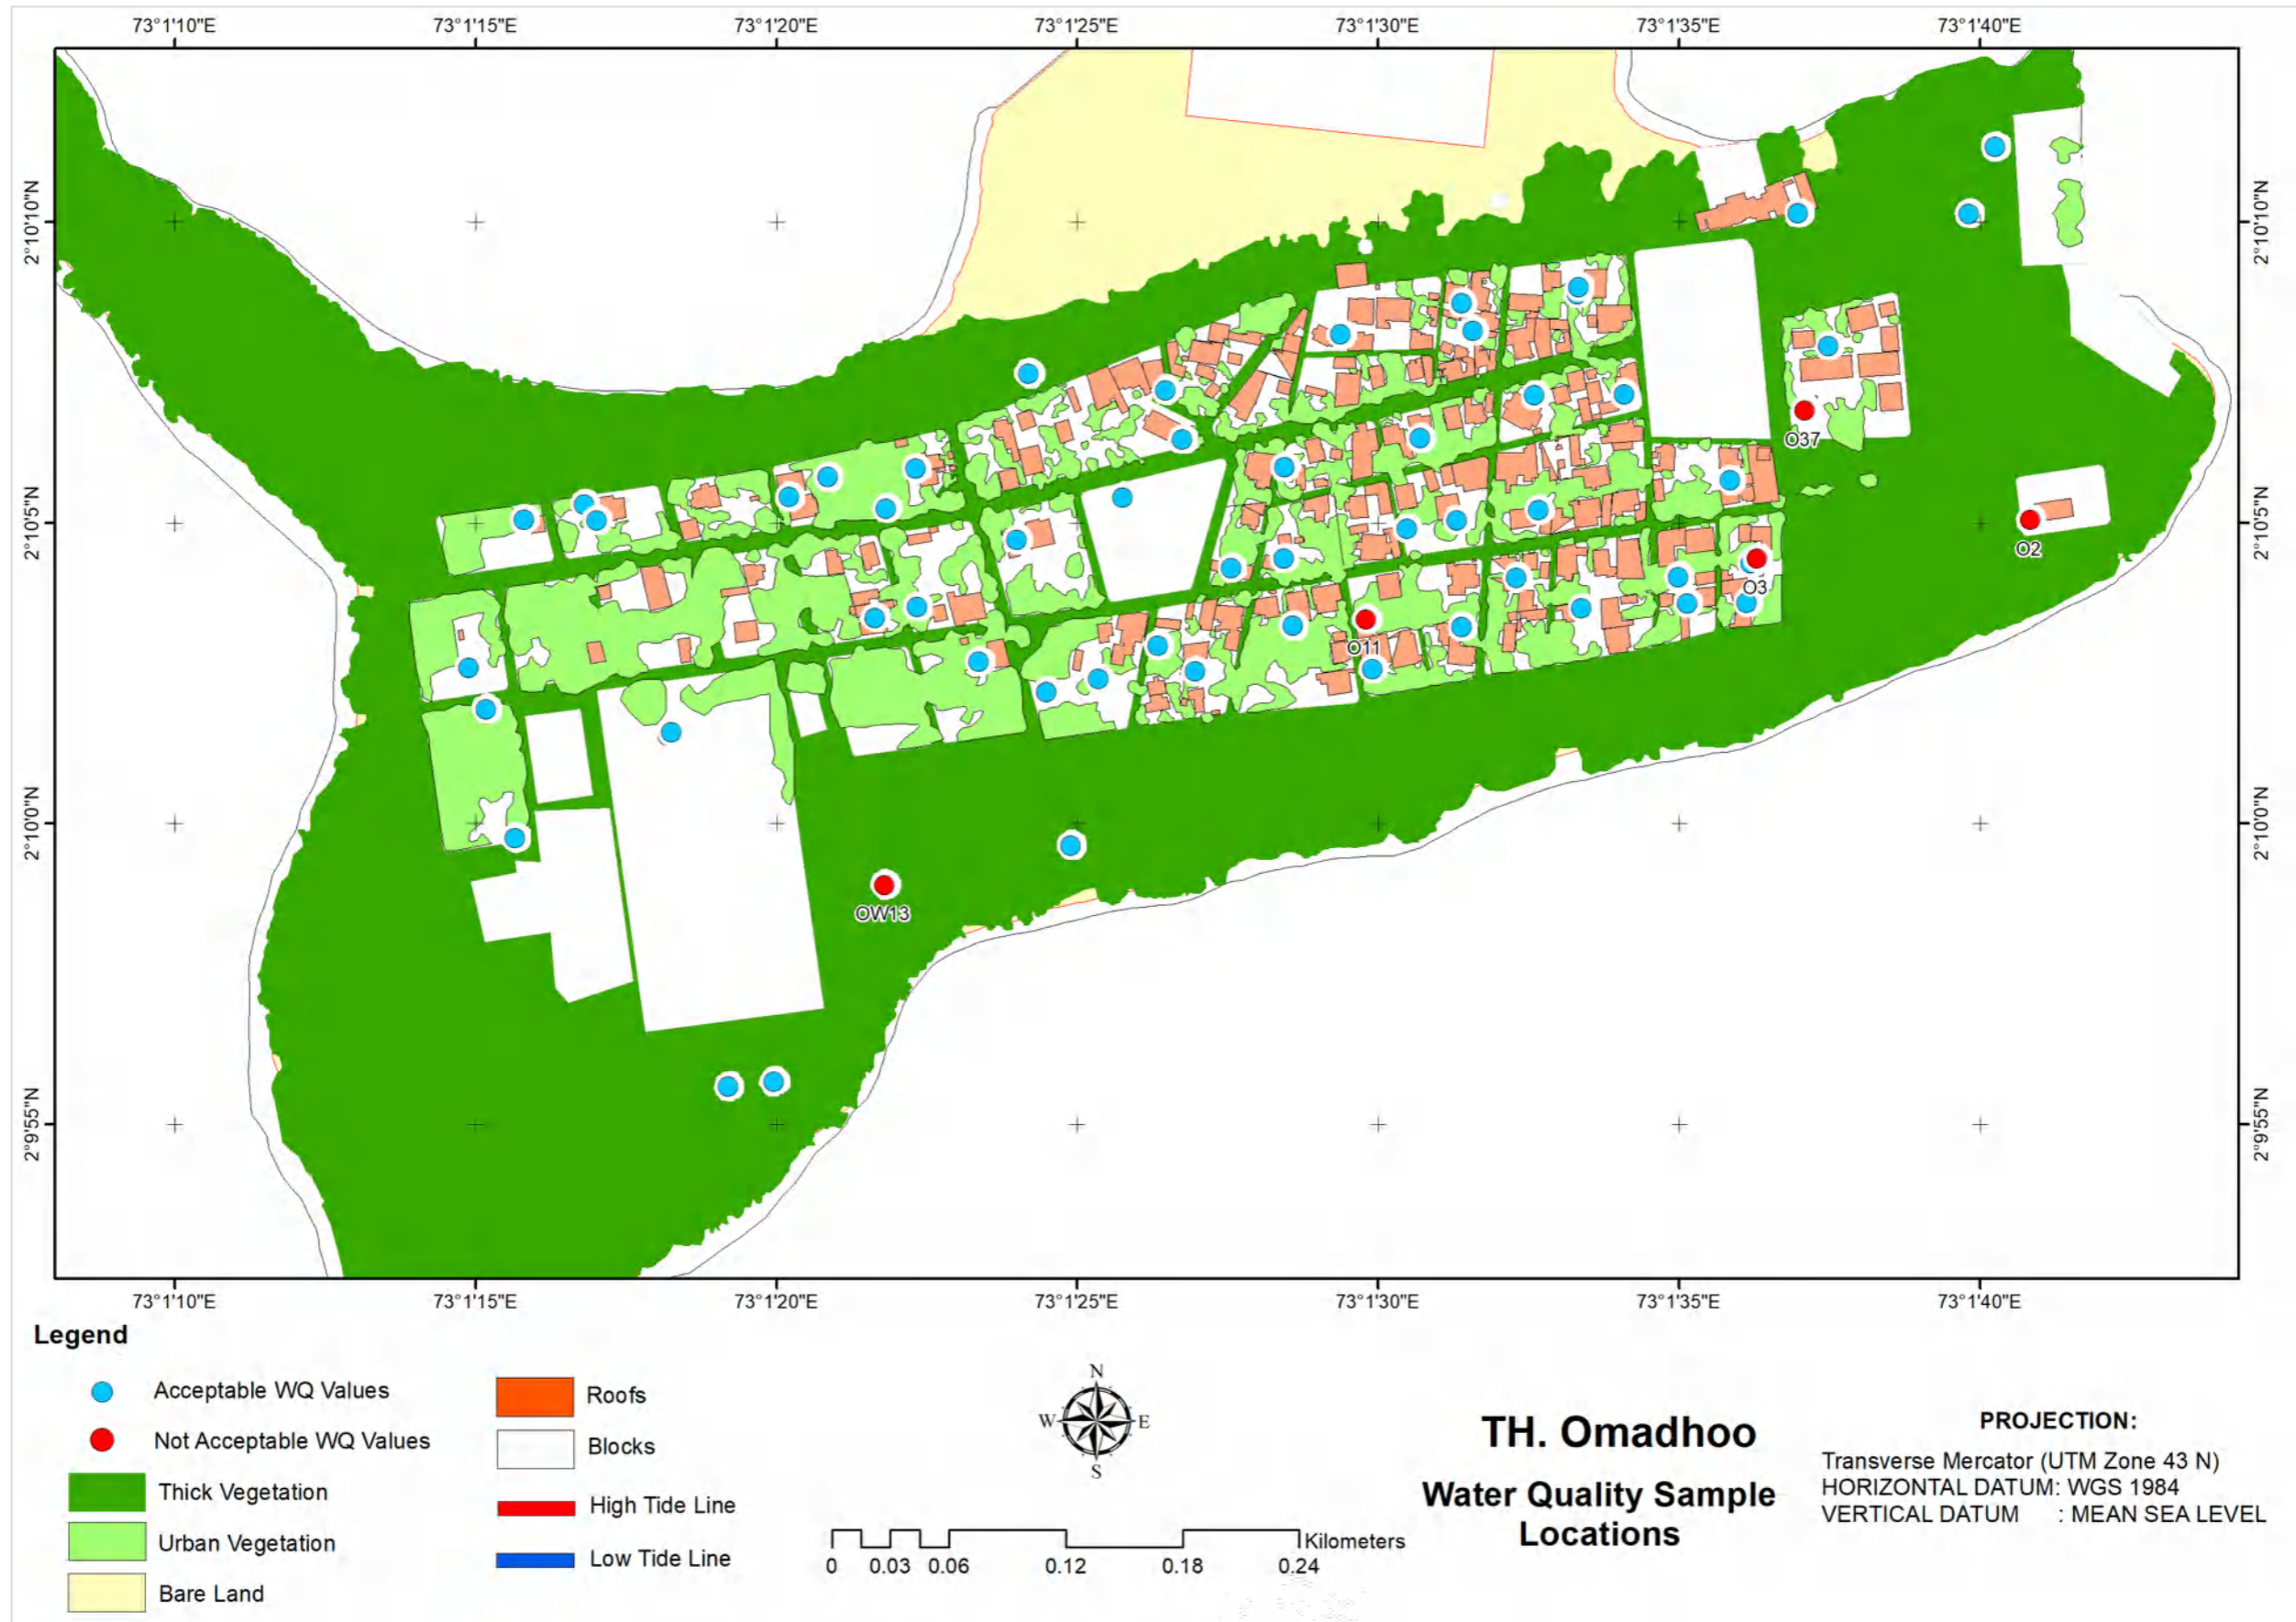 73°1'10"E 73°1'15"E 73°1'20"E 73°1'25"E 73°1'30"E 73°1'35"E 73°1'40"E
2°10'10"N 2°10'10"N
O37
2°10'5"N 2°10'5"N
O2
O3
O11
2°10'0"N 2°10'0"N
OW13
2°9'55"N 2°9'55"N
73°1'10"E 73°1'15"E 73°1'20"E 73°1'25"E 73°1'30"E 73°1'35"E 73°1'40"E
Legend
Acceptable WQ Values
Not Acceptable WQ Values
Thick Vegetation
Urban Vegetation
Bare Land
Roofs
Blocks
High Tide Line
Low Tide Line
N
W E
S
Kilometers
0 0.03 0.06 0.12 0.18 0.24
TH. Omadhoo
Water Quality Sample
Locations
PROJECTION:
Transverse Mercator (UTM Zone 43 N)
HORIZONTAL DATUM: WGS 1984
VERTICAL DATUM : MEAN SEA LEVEL